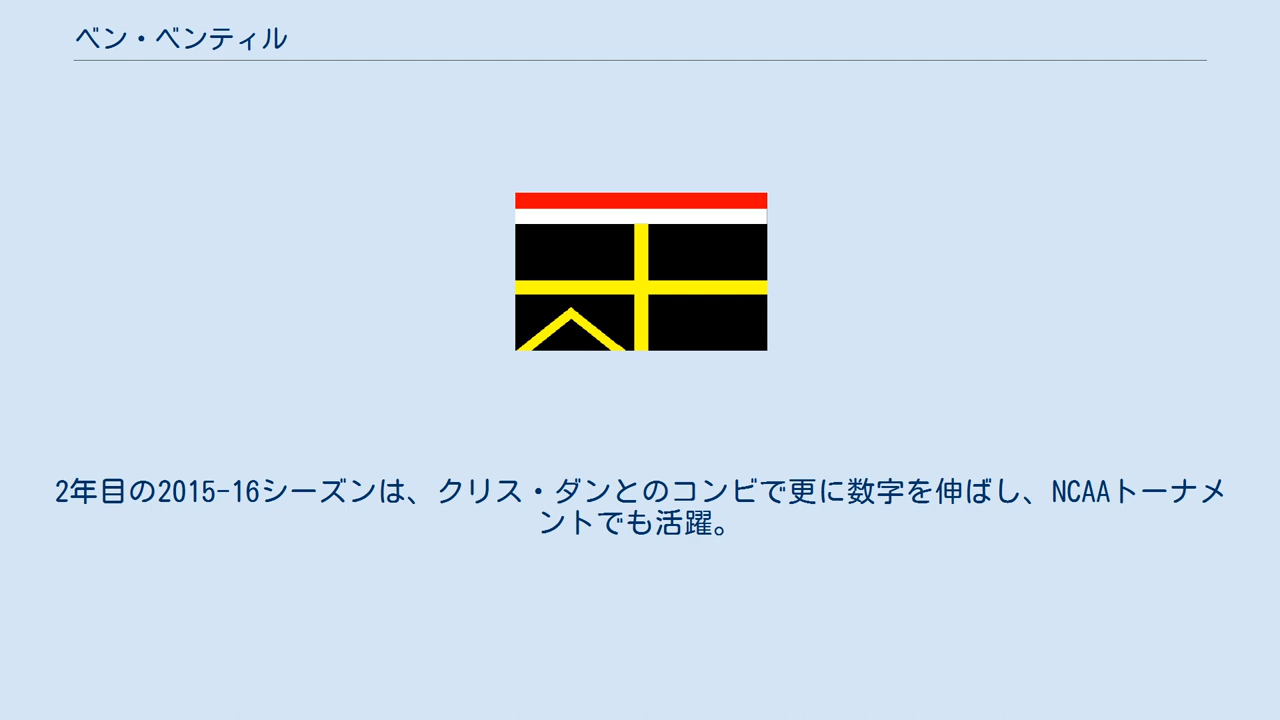 ベン・ベンティル
2年目の2015-16シーズンは、クリス・ダンとのコンビで更に数字を伸ばし、NCAAトーナメ
ントでも活躍。